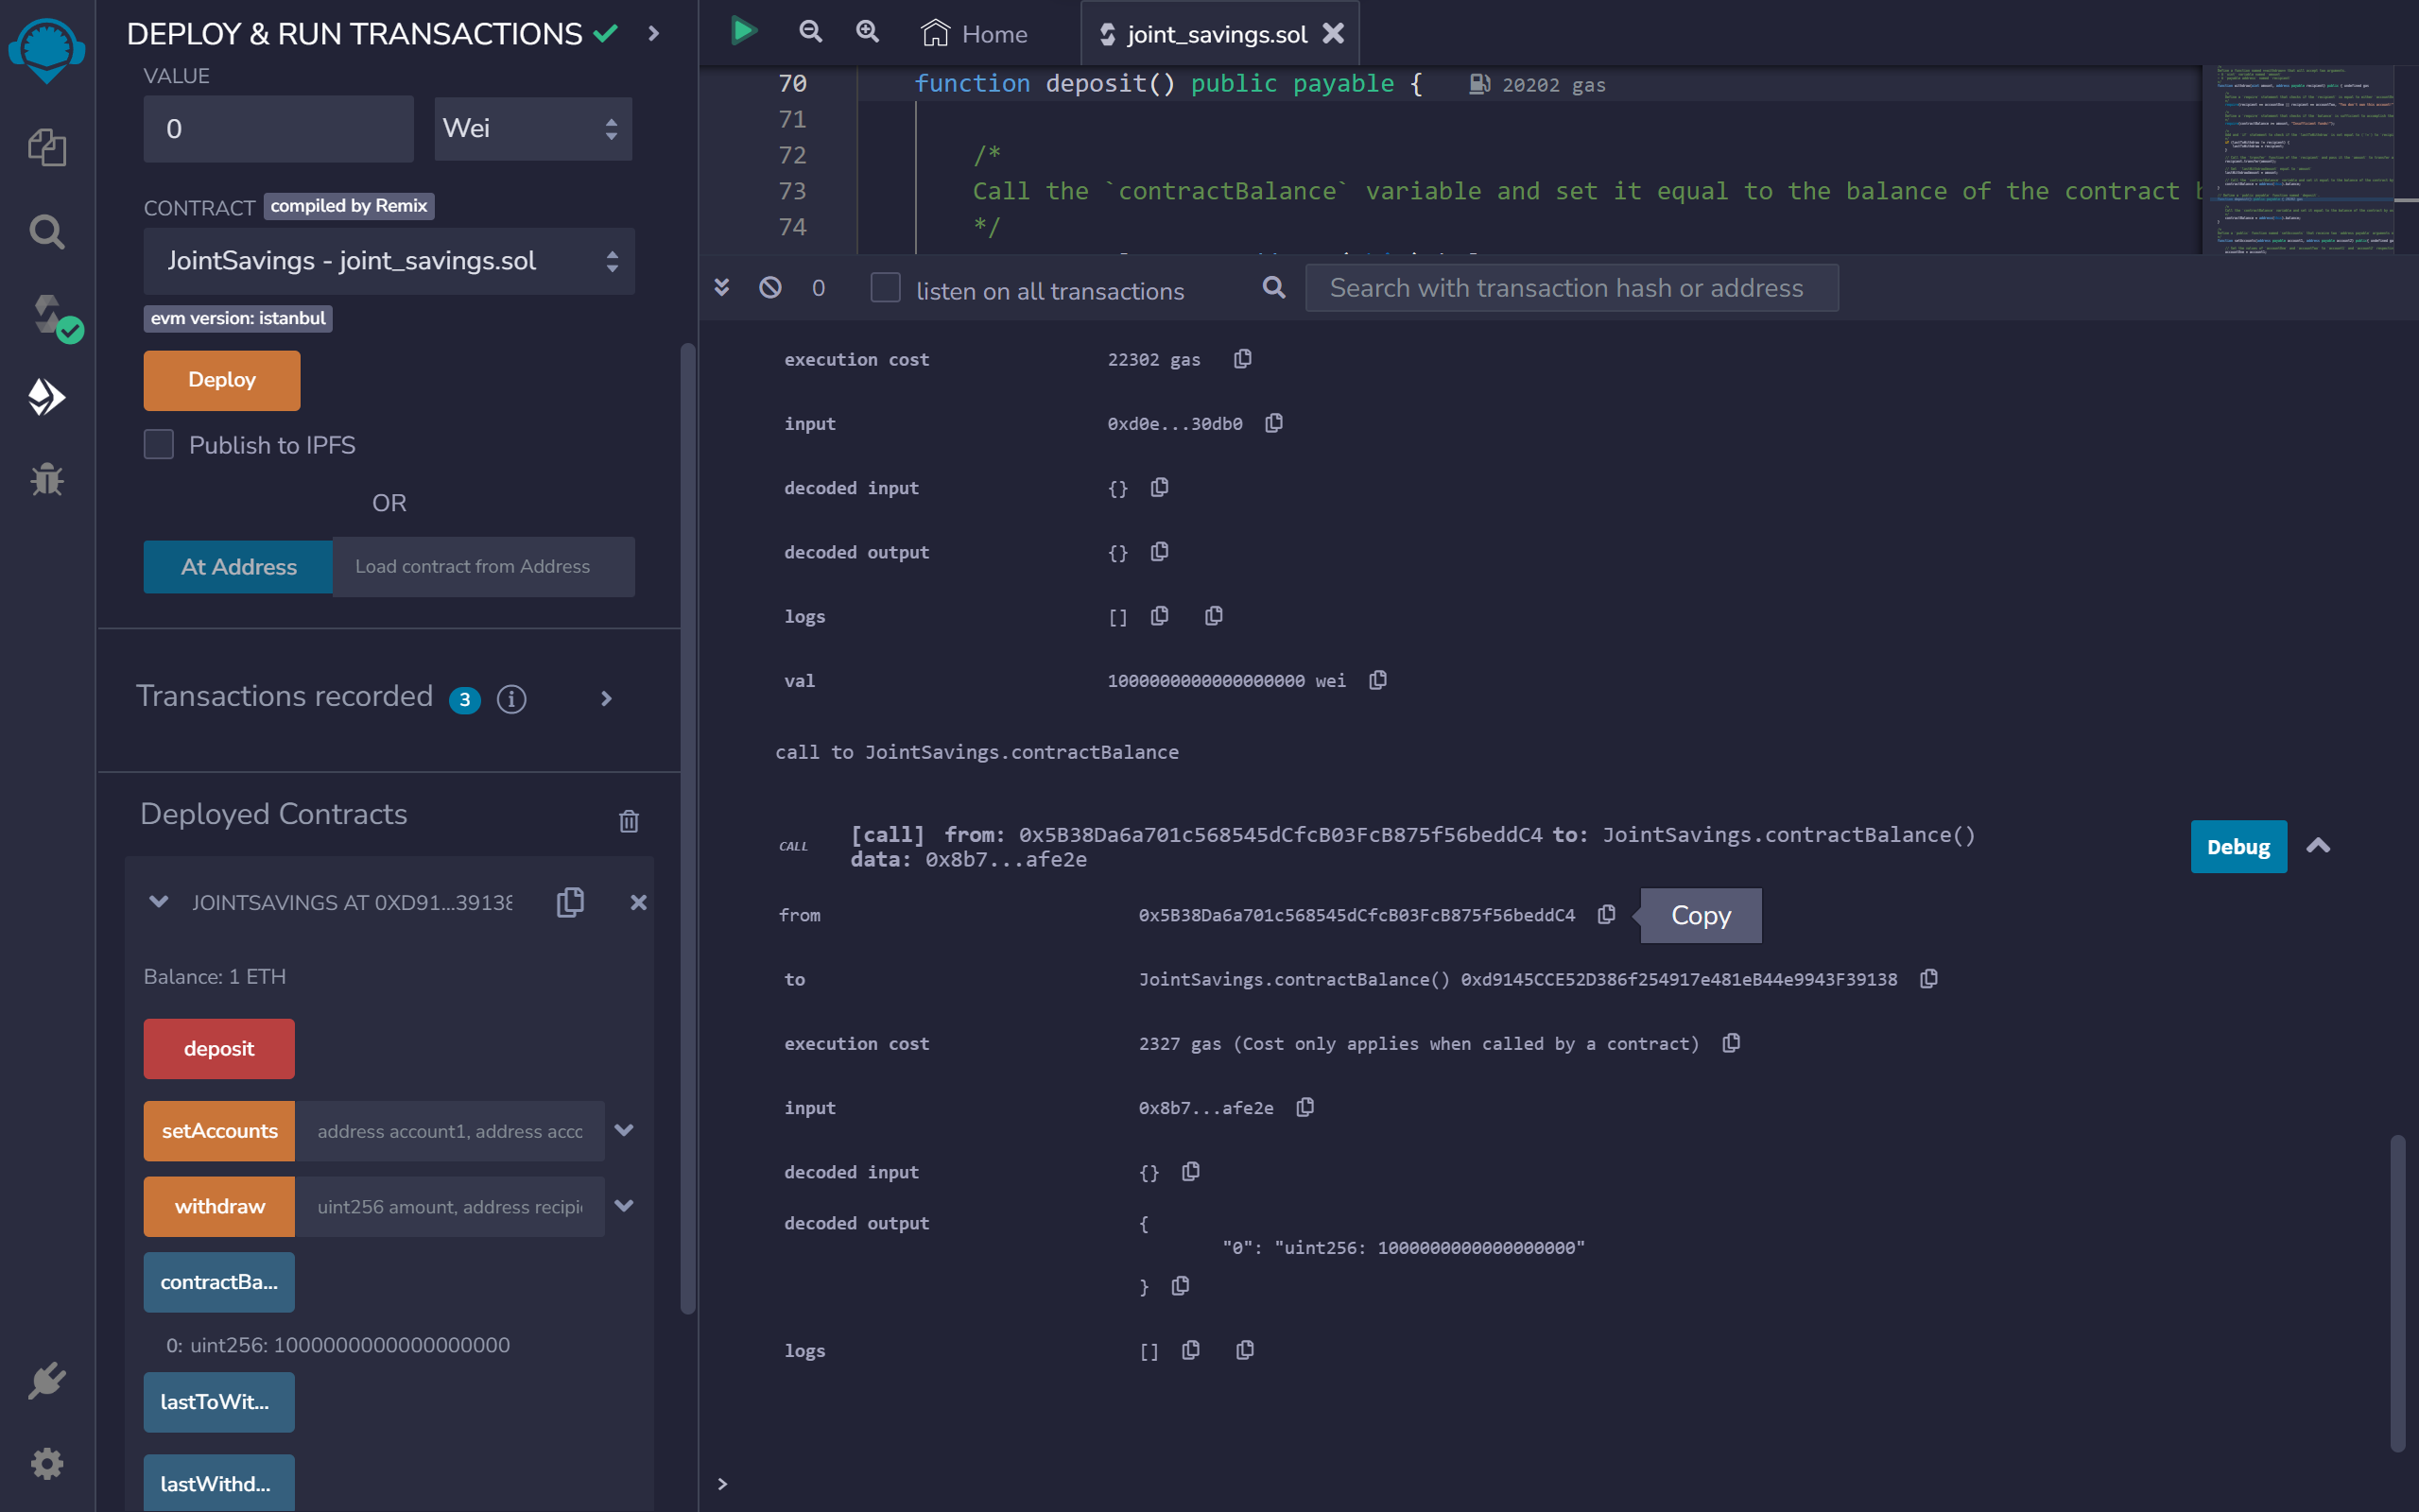 DEPLOY & RUN TRANSACTIONS
VALUE
0
Wei
CONTRACT compiled by Remix
JointSavings - joint_savings.sol
evm version: istanbul
Deploy
Publish to IPFS
OR
At Address
Load contract from Address
Transactions recorded 3 i
Deployed Contracts
JOINTSAVINGS AT 0XD91...39138
Balance: 1 ETH
deposit
setAccounts address account1, address acco
withdraw uint256 amount, address recipi
contractBa...
0: uint256: 1000000000000000000
lastToWit...
lastWithd...
Home
joint_savings.sol
70 function deposit() public payable { 20202 gas
71
72 /*
73 Call the `contractBalance` variable and set it equal to the balance of the contract b
74 */
0 listen on all transactions
Search with transaction hash or address
execution cost 22302 gas
input 0xd0e...30db0
decoded input {}
decoded output {}
logs []
val 1000000000000000000 wei
call to JointSavings.contractBalance
CALL [call] from: 0x5B38Da6a701c568545dCfcB03FcB875f56beddC4 to: JointSavings.contractBalance()
data: 0x8b7...afe2e
Debug
from 0x5B38Da6a701c568545dCfcB03FcB875f56beddC4
Copy
to JointSavings.contractBalance() 0xd9145CCE52D386f254917e481eB44e9943F39138
execution cost 2327 gas (Cost only applies when called by a contract)
input 0x8b7...afe2e
decoded input {}
decoded output {
"0": "uint256: 1000000000000000000"
}
logs []
>